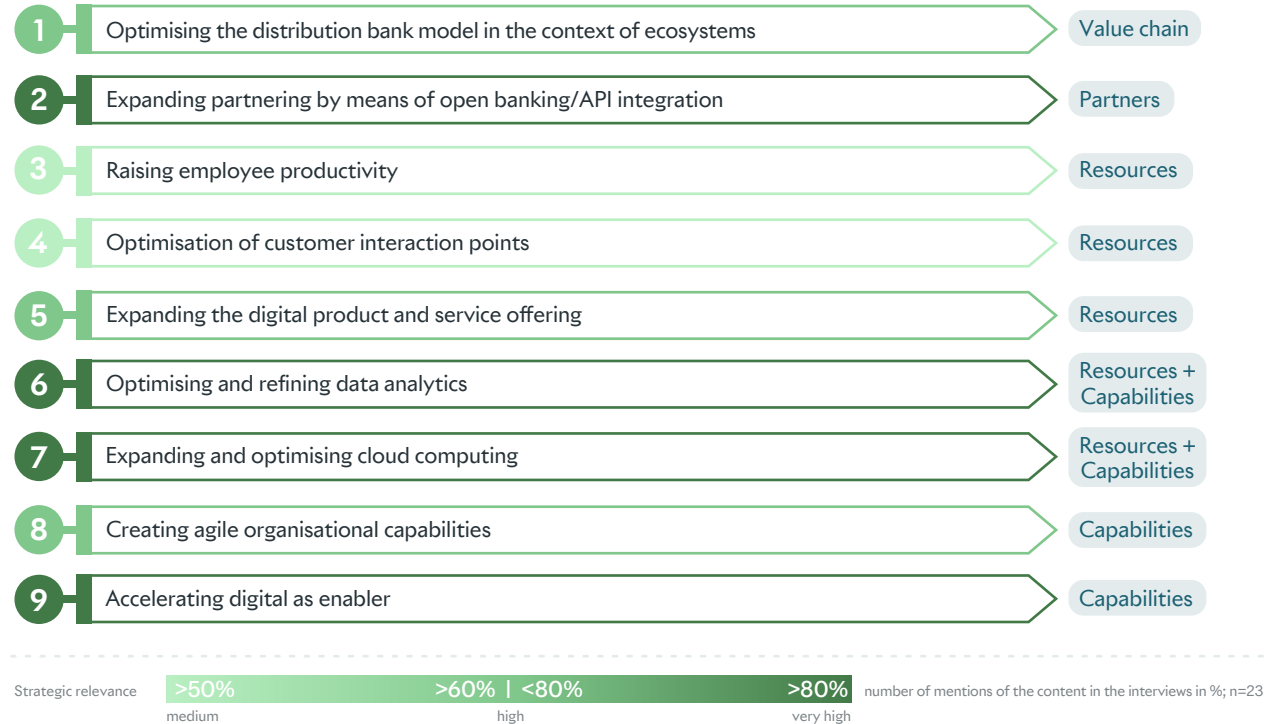 1 Optimising the distribution bank model in the context of ecosystems Value chain
2 Expanding partnering by means of open banking/API integration Partners
3 Raising employee productivity Resources
4 Optimisation of customer interaction points Resources
5 Expanding the digital product and service offering Resources
6 Optimising and refining data analytics Resources +
Capabilities
7 Expanding and optimising cloud computing Resources +
Capabilities
8 Creating agile organisational capabilities Capabilities
9 Accelerating digital as enabler Capabilities
Strategic relevance >50% >60% | <80% >80% number of mentions of the content in the interviews in %; n=23
medium high very high